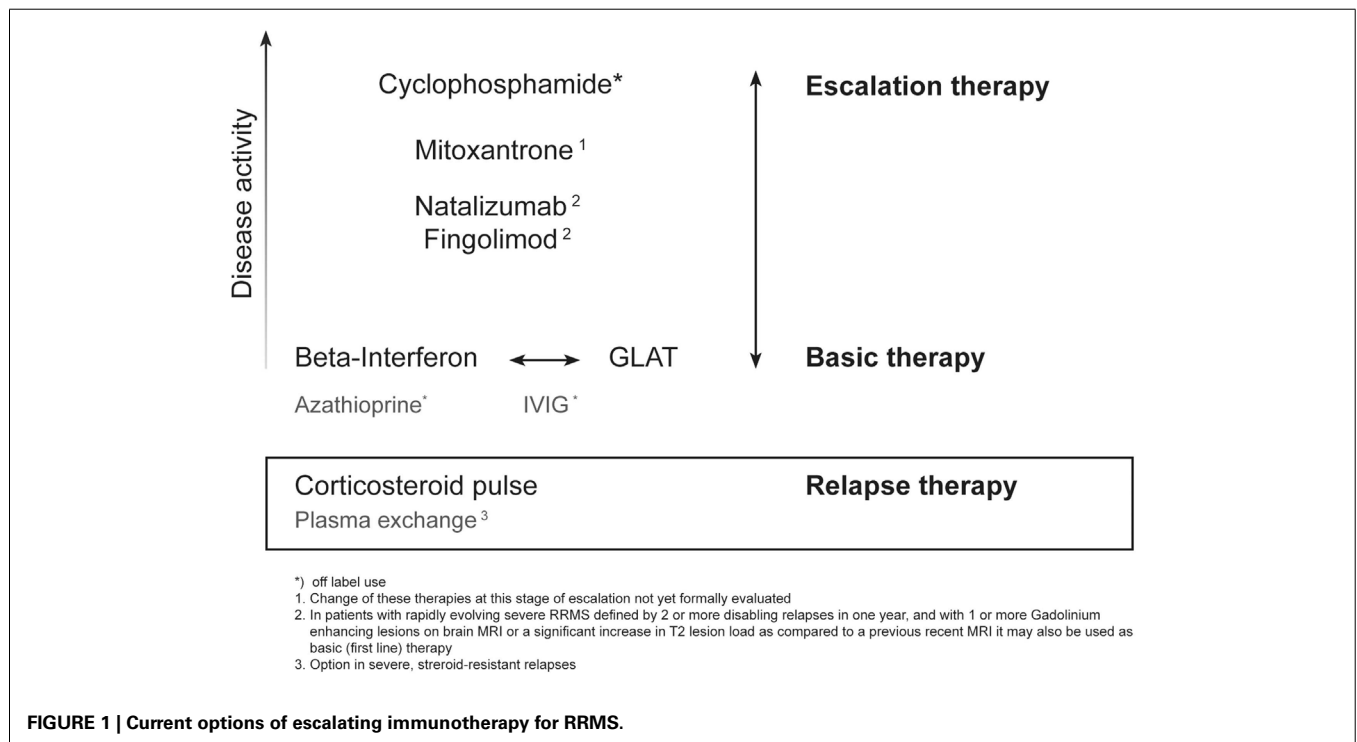 Disease activity
Cyclophosphamide* Escalation therapy
Mitoxantrone 1
Natalizumab 2
Fingolimod 2
Beta-Interferon GLAT Basic therapy
Azathioprine* IVIG*
Corticosteroid pulse Relapse therapy
Plasma exchange 3
*) off label use
1. Change of these therapies at this stage of escalation not yet formally evaluated
2. In patients with rapidly evolving severe RRMS defined by 2 or more disabling relapses in one year, and with 1 or more Gadolinium
enhancing lesions on brain MRI or a significant increase in T2 lesion load as compared to a previous recent MRI it may also be used as
basic (first line) therapy
3. Option in severe, streroid-resistant relapses
FIGURE 1 | Current options of escalating immunotherapy for RRMS.